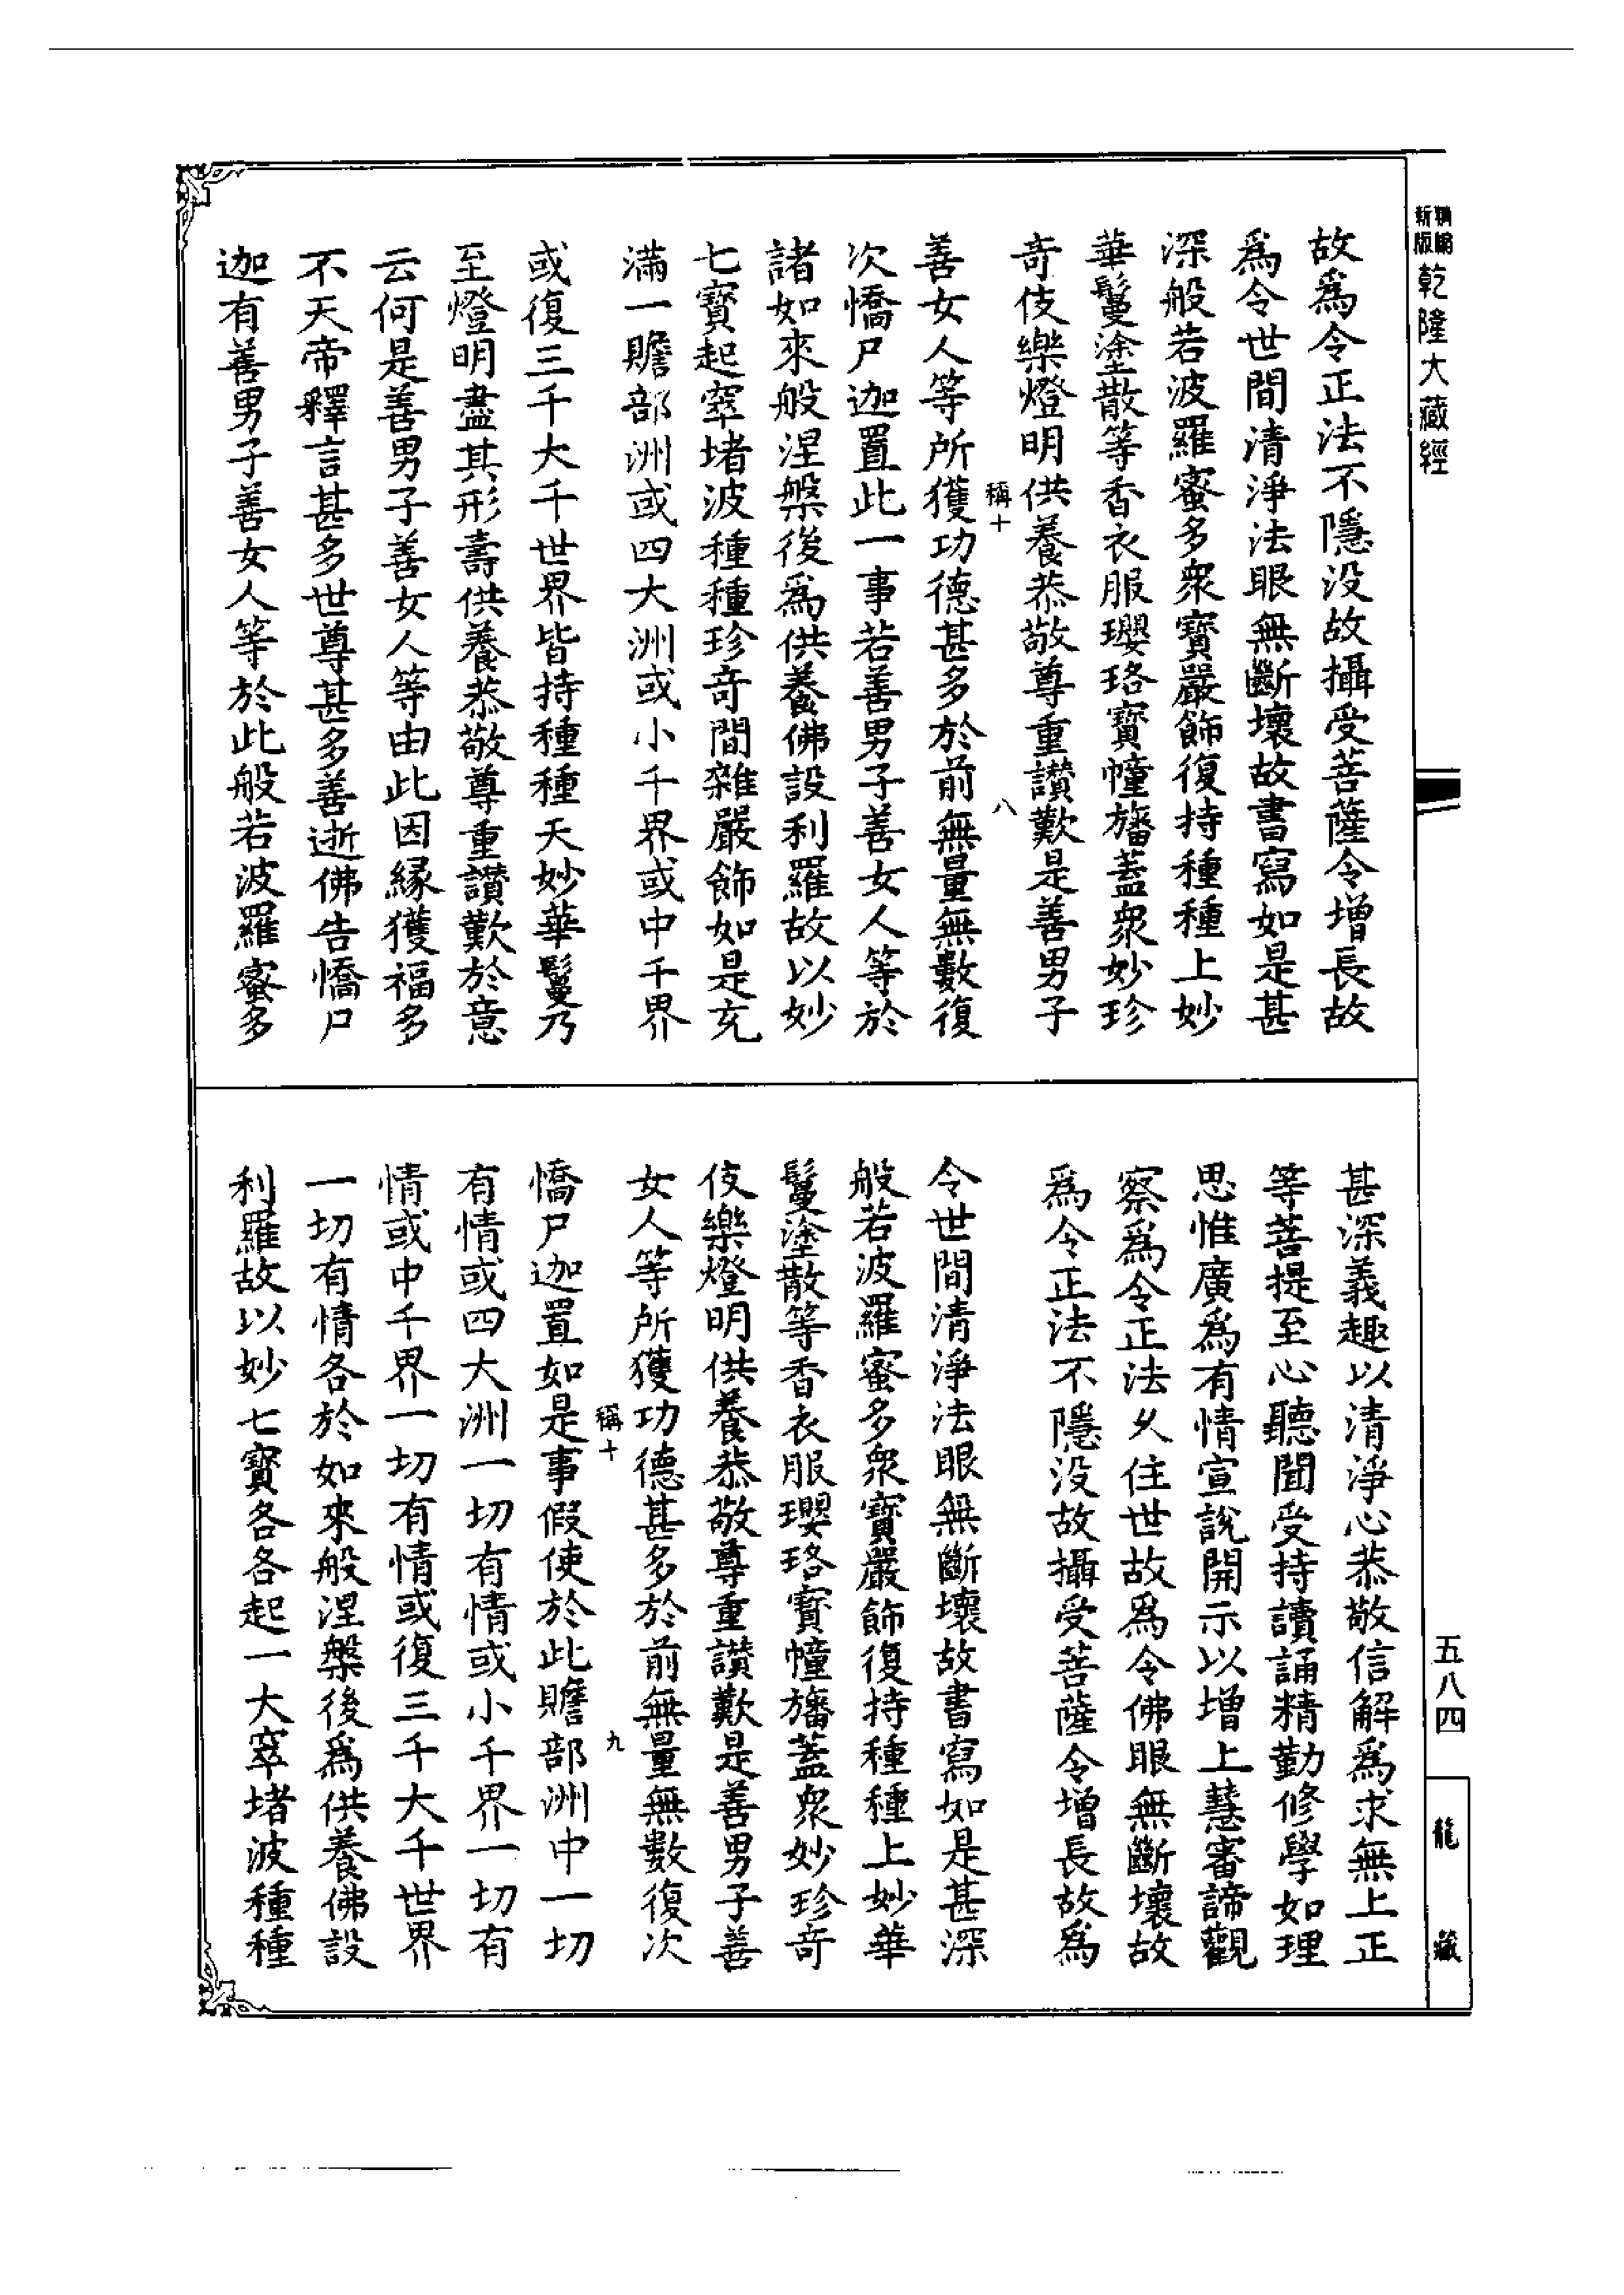 新編
新版
乾隆大藏經
故爲令正法不隱没故攝受菩薩令增長故
爲令世間清淨法眼無斷壞故書寫如是甚
深般若波羅蜜多衆寶嚴飾復持種種上妙
華鬘塗散等香衣服瓔珞寶幢旛蓋衆妙珍
奇伎樂燈明供養恭敬尊重讃歎是善男子
稱十
八
善女人等所獲功德甚多於前無量無數復
次憍尸迦置此一事若善男子善女人等於
諸如來般涅槃後爲供養佛設利羅故以妙
七寶起窣堵波種種珍奇間雜嚴飾如是充
滿一贍部洲或四大洲或小千界或中千界
或復三千大千世界皆持種種天妙華鬘乃
至燈明盡其形壽供養恭敬尊重讃歎於意
云何是善男子善女人等由此因緣獲福多
不天帝釋言甚多世尊甚多善逝佛告憍尸
迦有善男子善女人等於此般若波羅蜜多
甚深義趣以清淨心恭敬信解爲求無上正
等菩提至心聽聞受持讀誦精勤修學如理
思惟廣爲有情宣說開示以增上慧審諦觀
察爲令正法久住世故爲令佛眼無斷壞故
爲令正法不隱没故攝受菩薩令增長故爲
令世間清淨法眼無斷壞故書寫如是甚深
般若波羅蜜多衆寶嚴飾復持種種上妙華
鬘塗散等香衣服瓔珞寶幢旛蓋衆妙珍奇
伎樂燈明供養恭敬尊重讃歎是善男子善
女人等所獲功德甚多於前無量無數復次
稱十
九
憍尸迦置如是事假使於此贍部洲中一切
有情或四大洲一切有情或小千界一切有
情或中千界一切有情或復三千大千世界
一切有情各於如來般涅槃後爲供養佛設
利羅故以妙七寶各各起一大窣堵波種種
五八四
龍藏